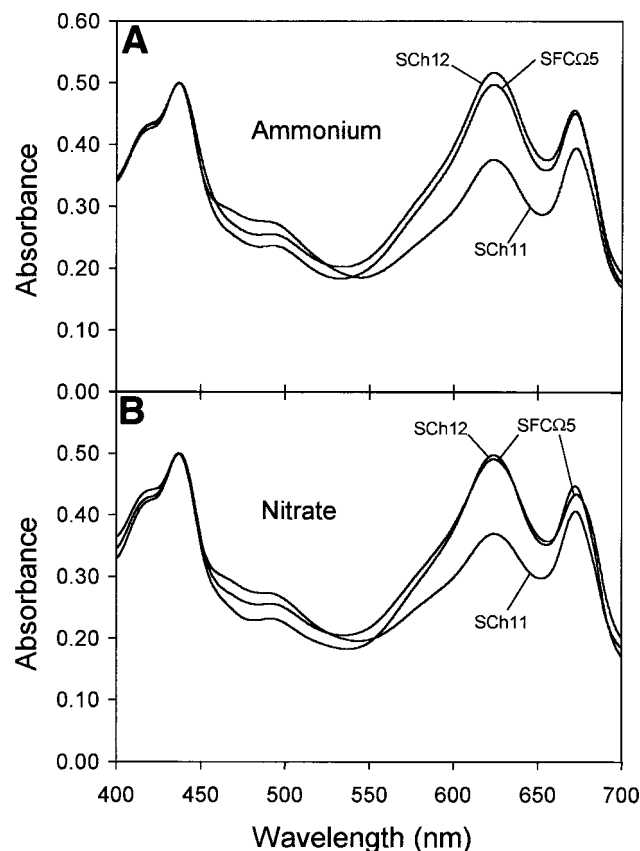 A
0.60
0.50
0.40
0.30
0.20
0.10
0.00
Absorbance
Ammonium
SCh12
SFCΩ5
SCh11
B
0.50
0.40
0.30
0.20
0.10
0.00
Absorbance
Nitrate
SCh12
SFCΩ5
SCh11
400 450 500 550 600 650 700
Wavelength (nm)